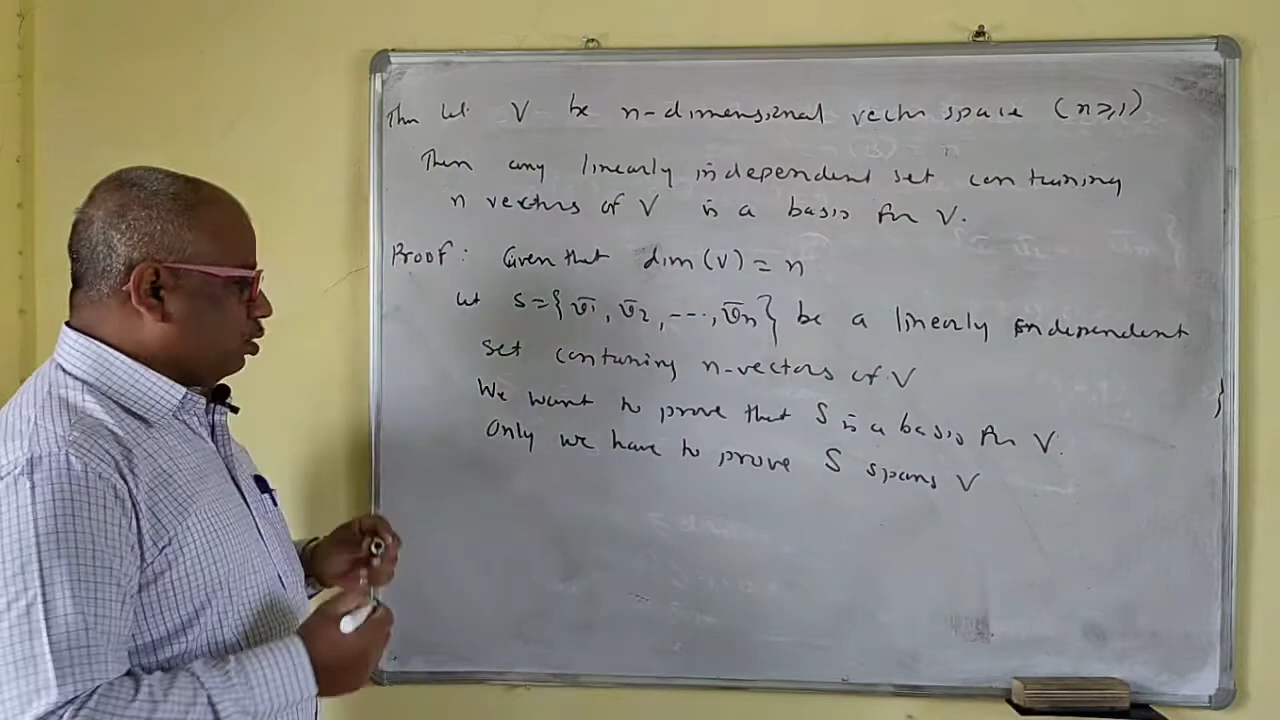 Thm Let V be n-dimensional vector space (n≥1)
Then any linearly independent set containing
n vectors of V is a basis for V.
Proof: Given that dim(V) = n
Let S={v̄1, v̄2, ---, v̄n} be a linearly independent
set containing n-vectors of V
We want to prove that S is a basis for V.
Only we have to prove S spans V